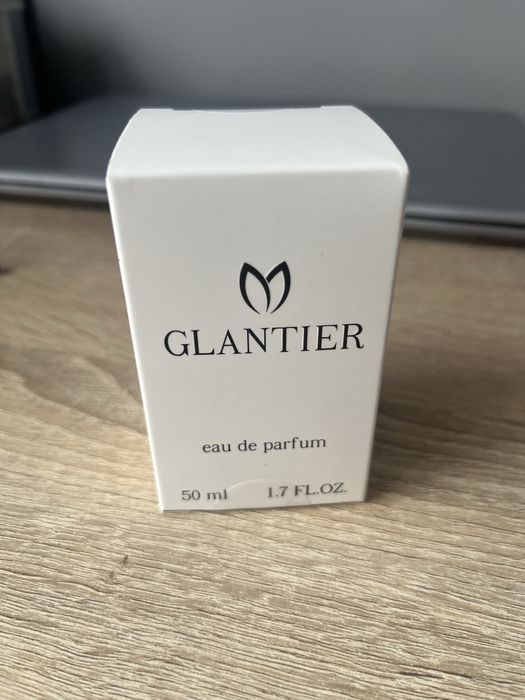 GLANTIER
eau de parfum
50 ml 1.7 FL.OZ.